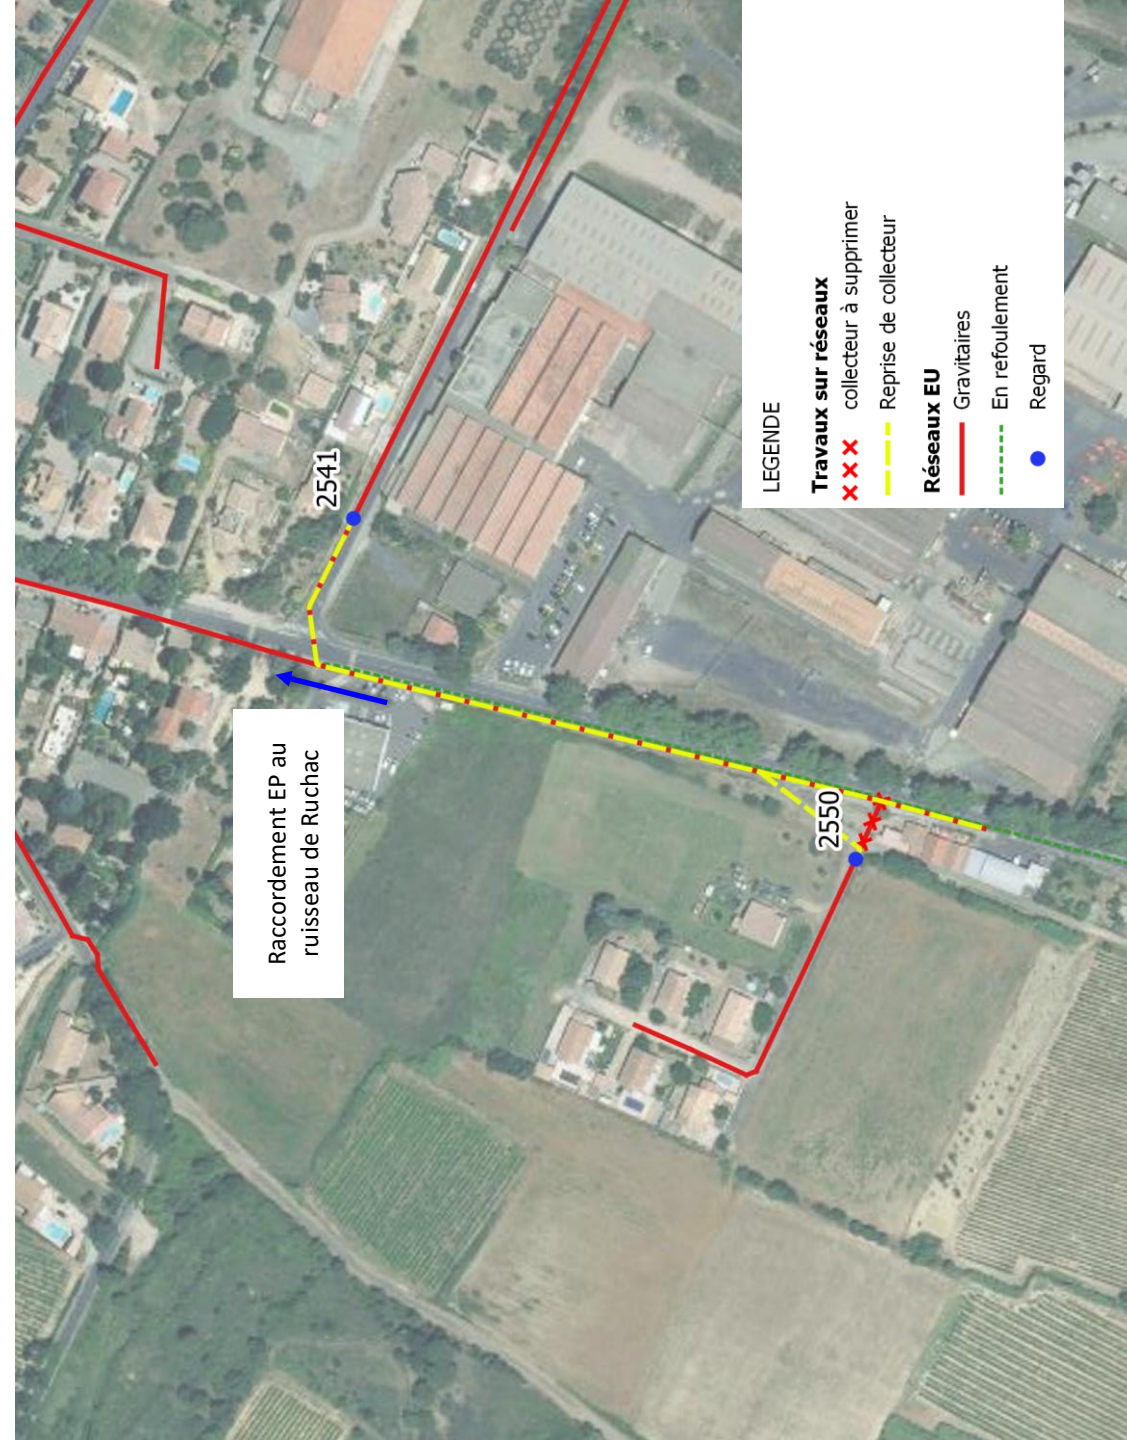 2541
Raccordement EP au
ruisseau de Ruchac
2550
LEGENDE
Travaux sur réseaux
collecteur à supprimer
Reprise de collecteur
Réseaux EU
Gravitaires
En refoulement
Regard